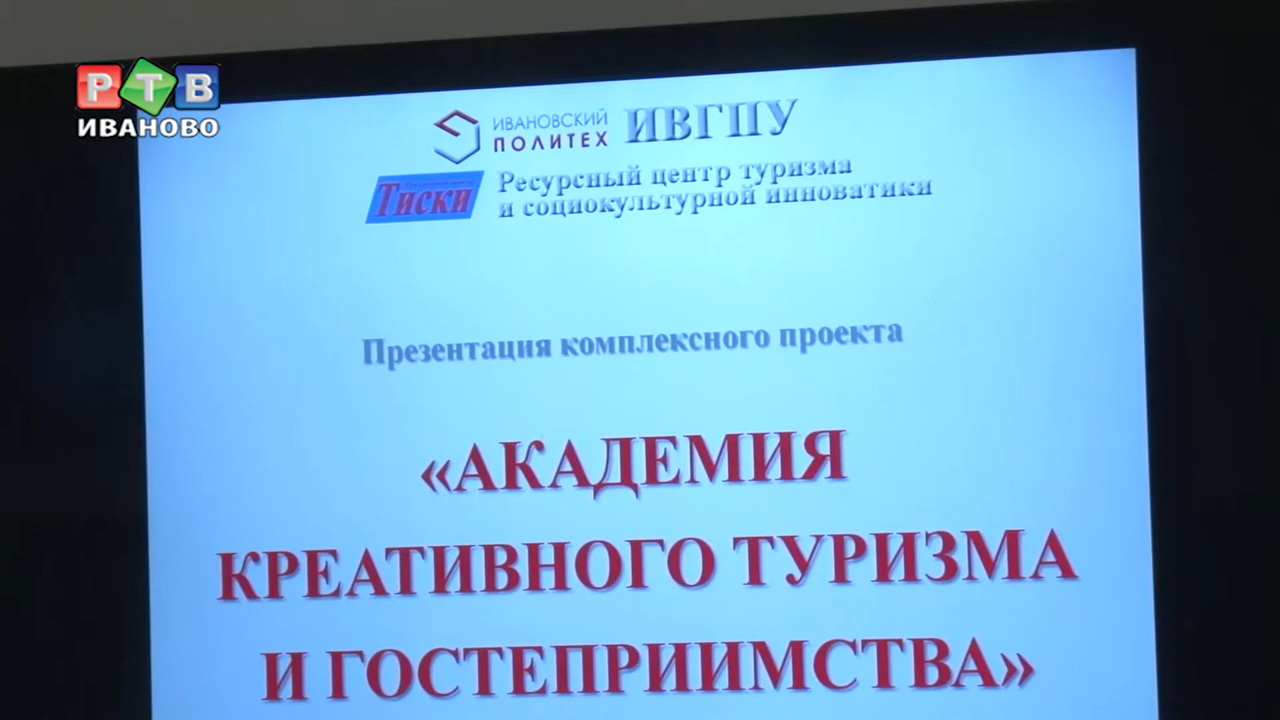 РТВ
ИВАНОВО
ИВАНОВСКИЙ
ПОЛИТЕХ
ИВГПУ
Тиски
Ресурсный центр туризма
и социокультурной инноватики
Презентация комплексного проекта
«АКАДЕМИЯ
КРЕАТИВНОГО ТУРИЗМА
И ГОСТЕПРИИМСТВА»